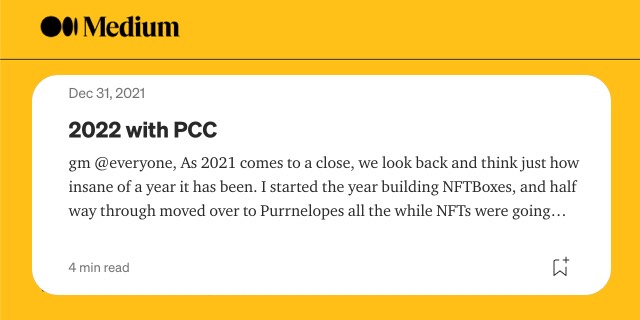 Medium
Dec 31, 2021
2022 with PCC
gm @everyone, As 2021 comes to a close, we look back and think just how
insane of a year it has been. I started the year building NFTBoxes, and half
way through moved over to Purrnelopes all the while NFTs were going…
4 min read